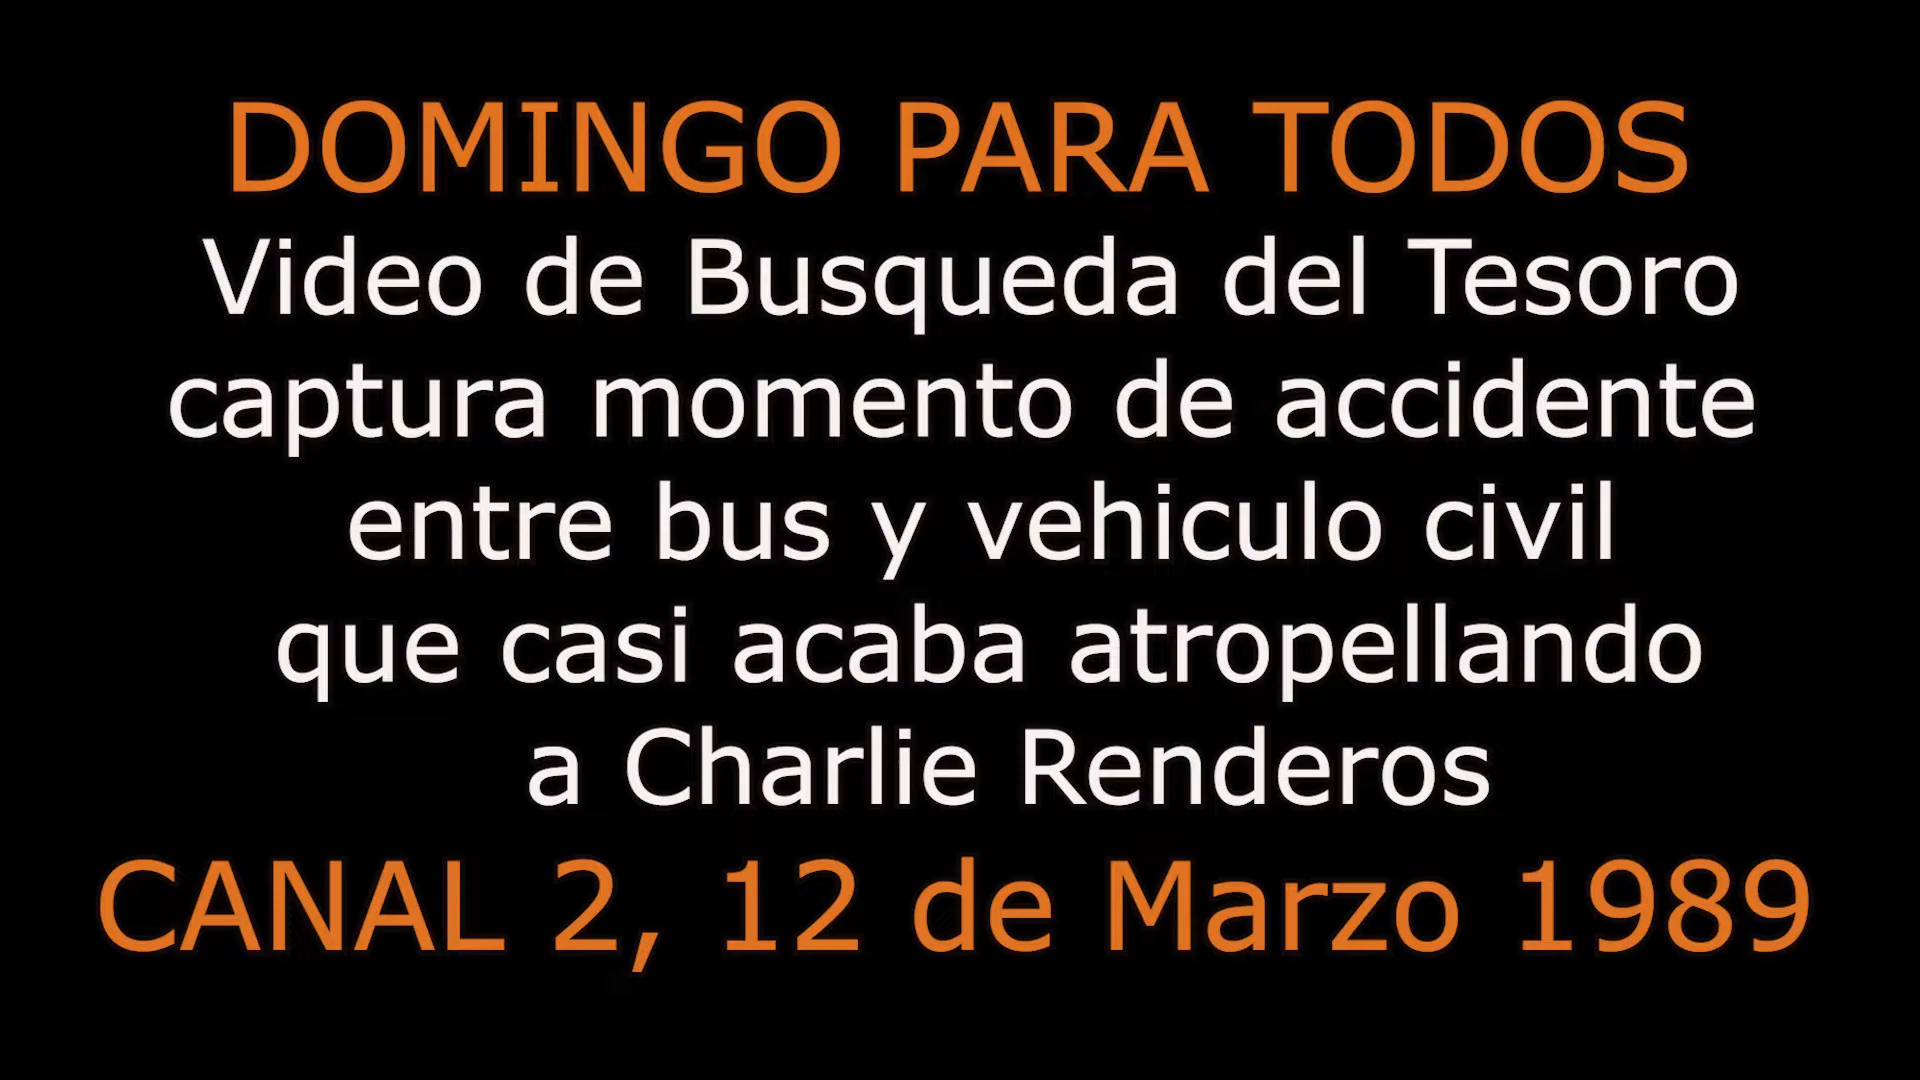 DOMINGO PARA TODOS
Video de Busqueda del Tesoro
captura momento de accidente
entre bus y vehiculo civil
que casi acaba atropellando
a Charlie Renderos
CANAL 2, 12 de Marzo 1989